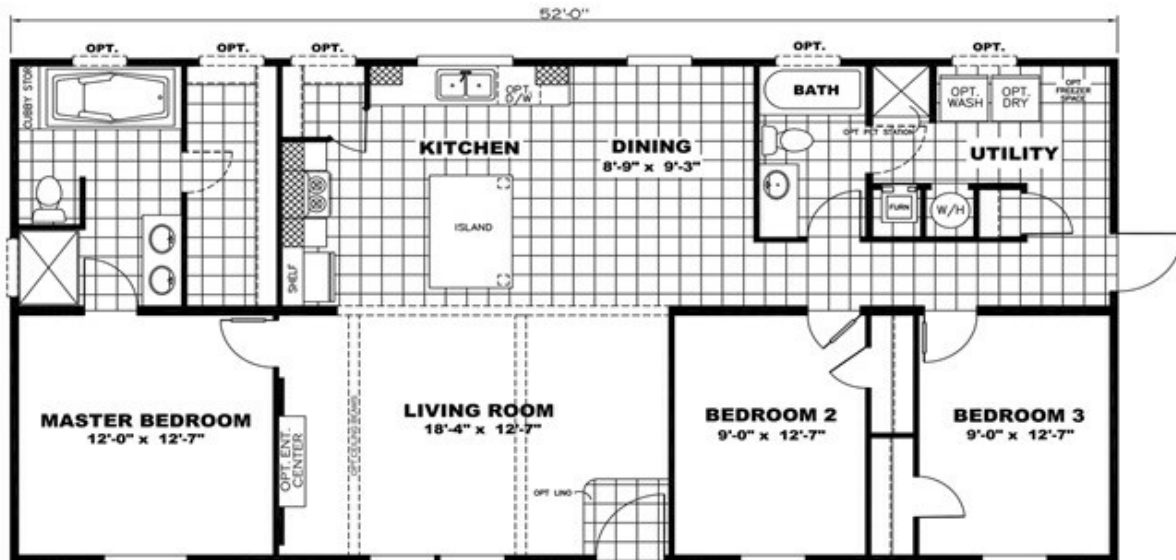 52'-0"
OPT.
OPT.
OPT.
OPT.
OPT.
CUBBY STOR
OPT.
D/W
BATH
OPT.
WASH
OPT.
DRY
OPT
FREEZER
SPACE
OPT PET STATION
KITCHEN
DINING
8'-9" x 9'-3"
UTILITY
ISLAND
FURN
W/H
SHELF
MASTER BEDROOM
12'-0" x 12'-7"
OPT. ENT.
CENTER
OPT CEILING BEAMS
LIVING ROOM
18'-4" x 12'-7"
OPT LINO
BEDROOM 2
9'-0" x 12'-7"
BEDROOM 3
9'-0" x 12'-7"